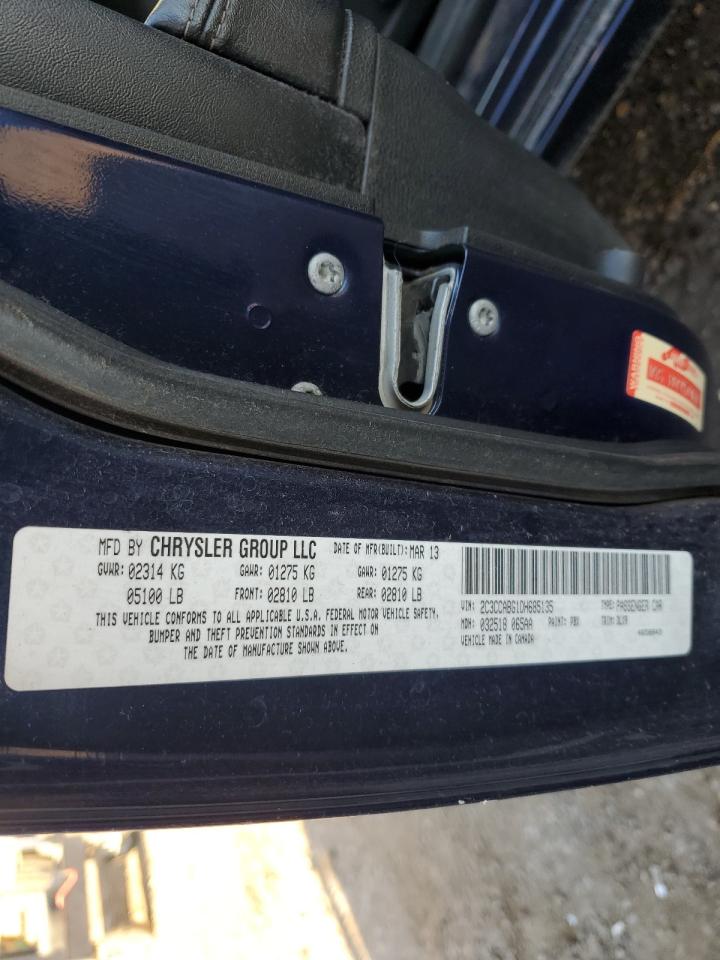 WARNING
MFD BY CHRYSLER GROUP LLC
DATE OF MFR(BUILT): MAR 13
GVWR: 02314 KG
GAWR: 01275 KG
GAWR: 01275 KG
05100 LB
FRONT: 02810 LB
REAR: 02810 LB
THIS VEHICLE CONFORMS TO ALL APPLICABLE U.S.A. FEDERAL MOTOR VEHICLE SAFETY,
BUMPER AND THEFT PREVENTION STANDARDS IN EFFECT ON
THE DATE OF MANUFACTURE SHOWN ABOVE.
VIN: 2C3CCABG1DH685135
TYPE: PASSENGER CAR
MDH: 032518 065AA
PAINT: PBX
TRIM: DLX9
VEHICLE MADE IN CANADA